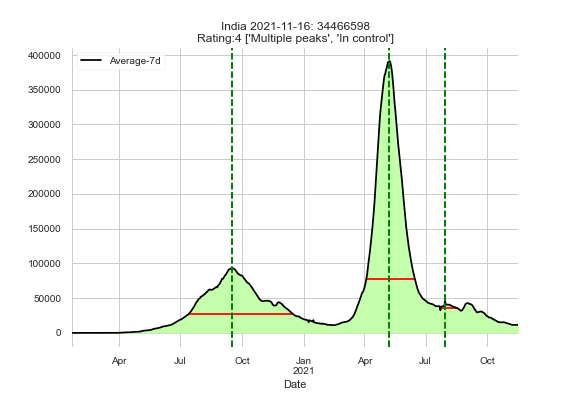 India 2021-11-16: 34466598
Rating:4 ['Multiple peaks', 'In control']
Average-7d
400000
350000
300000
250000
200000
150000
100000
50000
0
Apr Jul Oct Jan Apr Jul Oct
2021
Date